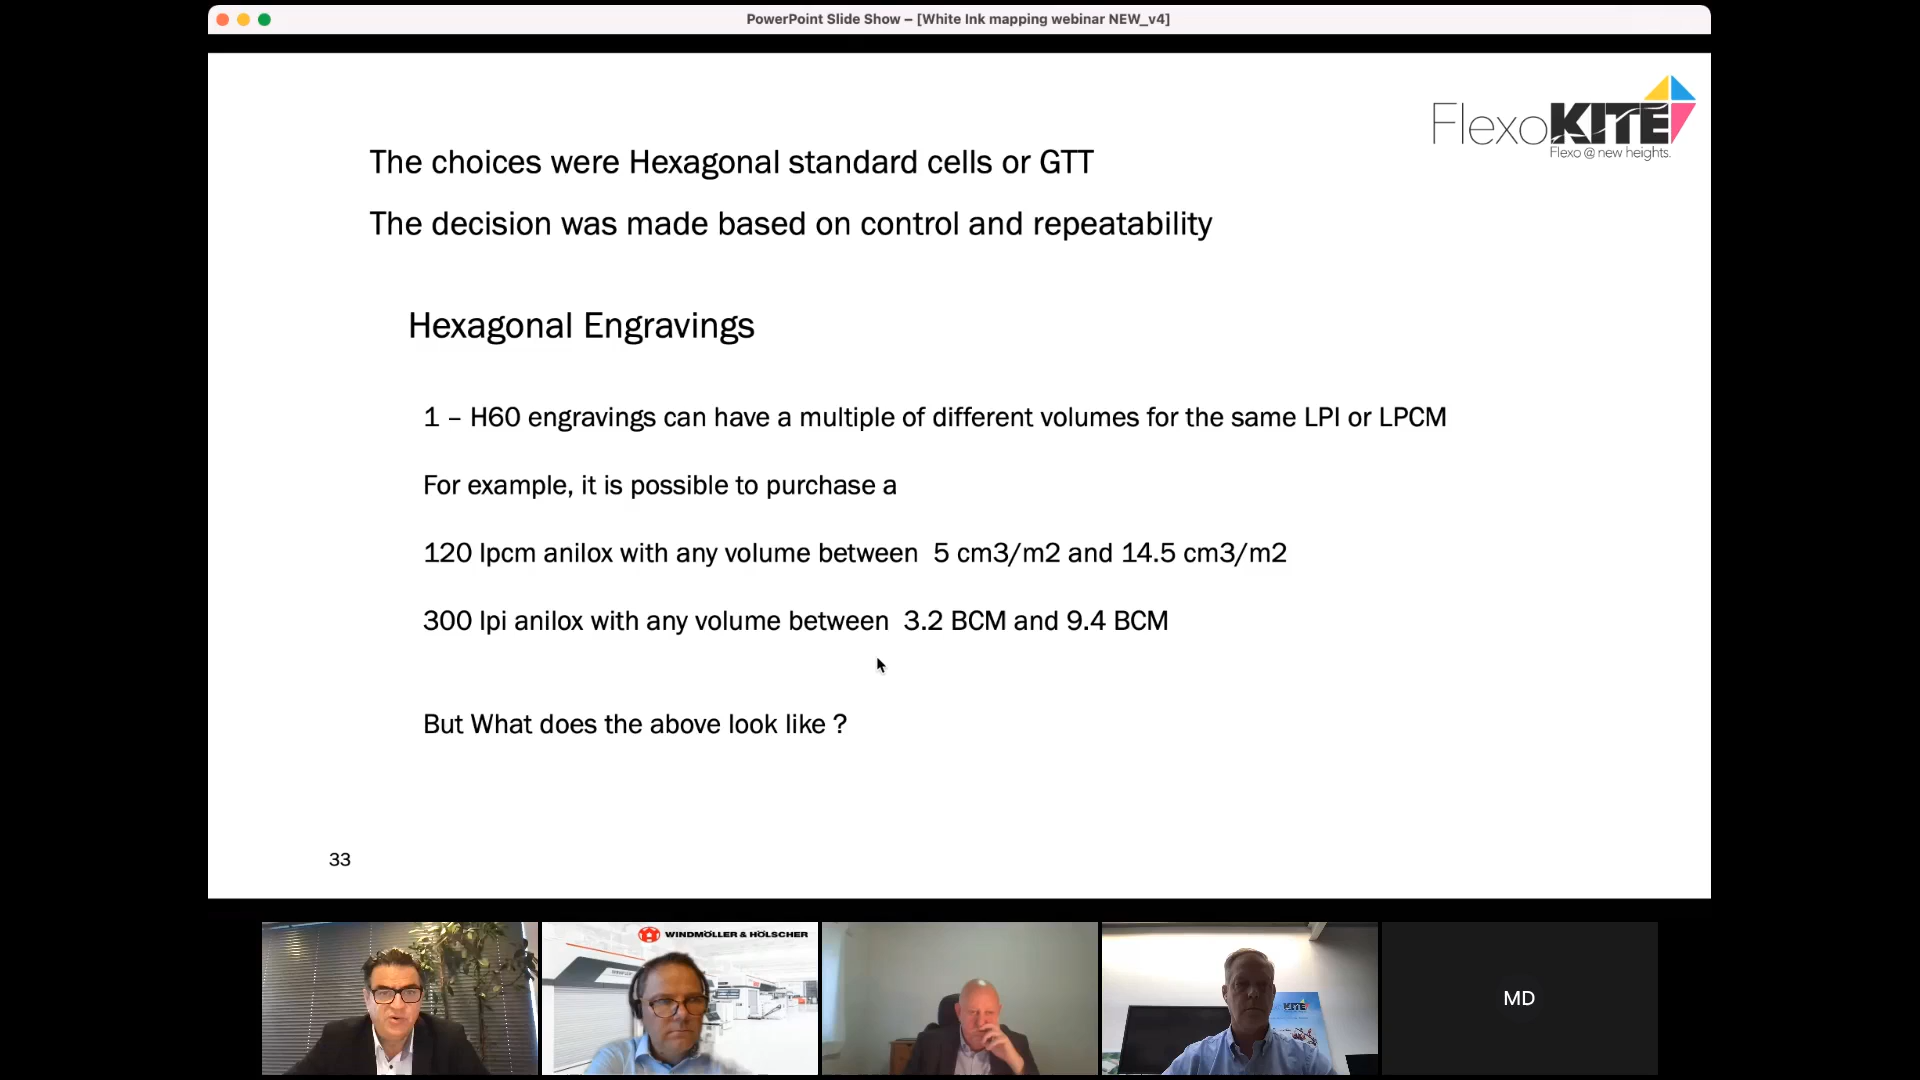 PowerPoint Slide Show – [White Ink mapping webinar NEW_v4]
FlexoKITE
Flexo @ new heights.
The choices were Hexagonal standard cells or GTT
The decision was made based on control and repeatability
Hexagonal Engravings
1 – H60 engravings can have a multiple of different volumes for the same LPI or LPCM
For example, it is possible to purchase a
120 lpcm anilox with any volume between 5 cm3/m2 and 14.5 cm3/m2
300 lpi anilox with any volume between 3.2 BCM and 9.4 BCM
But What does the above look like ?
33
WINDMÖLLER & HÖLSCHER
KITE
MD